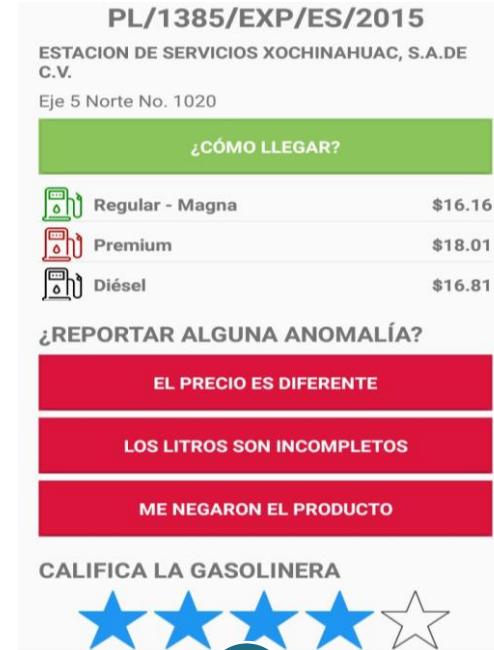 PL/1385/EXP/ES/2015
ESTACION DE SERVICIOS XOCHINAHUAC, S.A.DE
C.V.
Eje 5 Norte No. 1020
¿CÓMO LLEGAR?
Regular - Magna $16.16
Premium $18.01
Diésel $16.81
¿REPORTAR ALGUNA ANOMALÍA?
EL PRECIO ES DIFERENTE
LOS LITROS SON INCOMPLETOS
ME NEGARON EL PRODUCTO
CALIFICA LA GASOLINERA